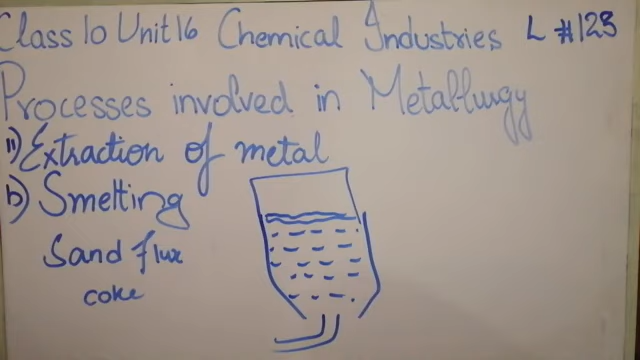 Class 10 Unit 16 Chemical Industries L #123
Processes involved in Metallurgy
ii) Extraction of metal
b) Smelting
Sand flux
coke